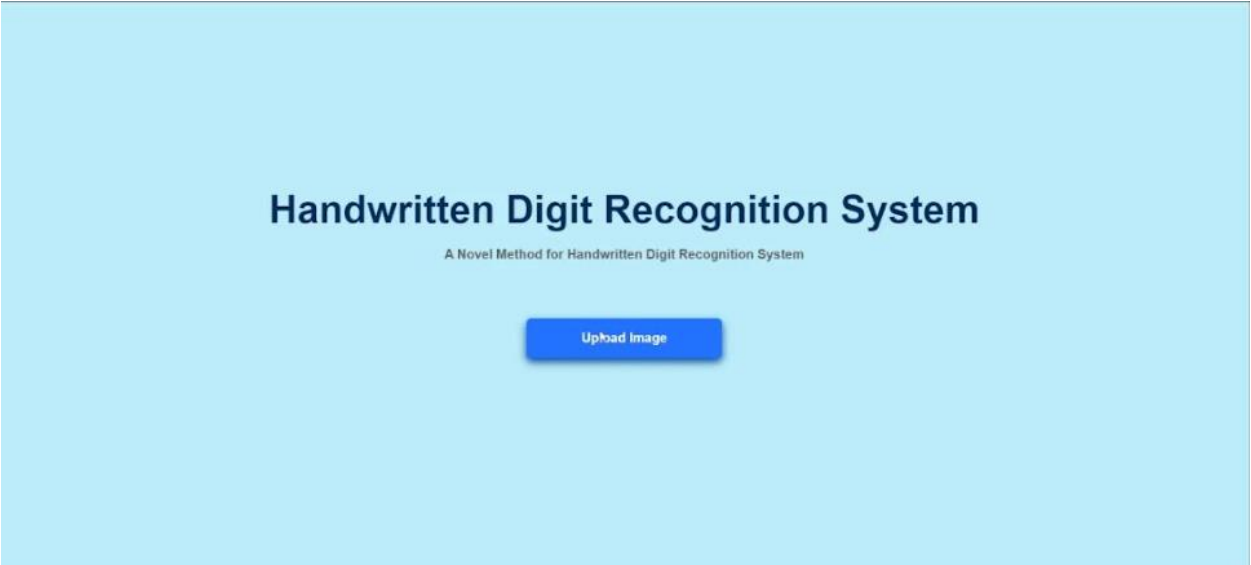 Handwritten Digit Recognition System
A Novel Method for Handwritten Digit Recognition System
Upload Image